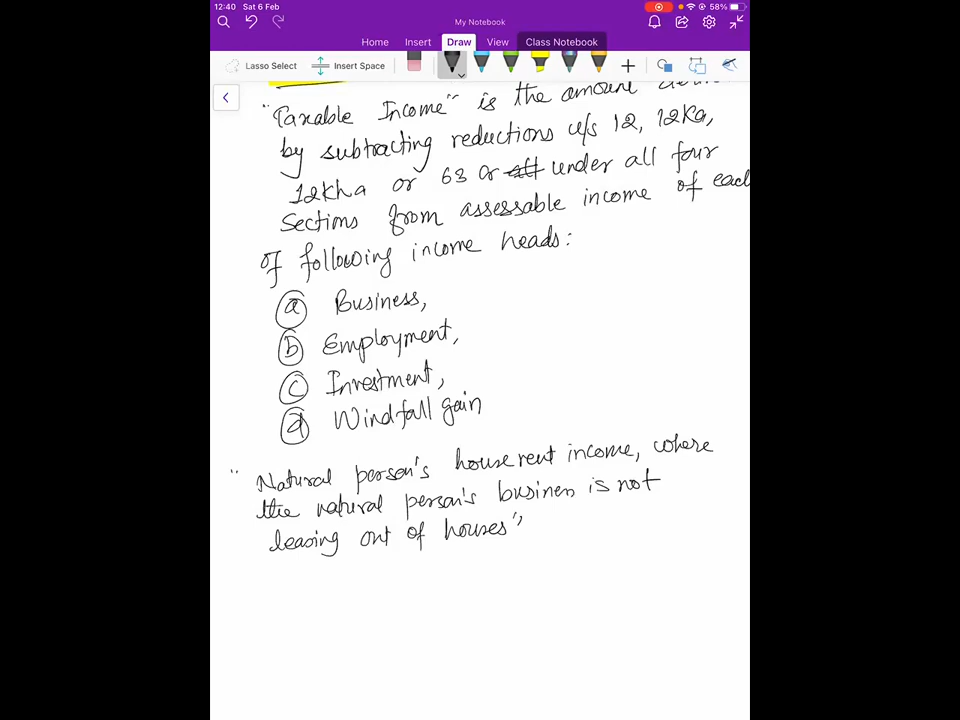 12:40 Sat 6 Feb
58%
My Notebook
Home Insert Draw View Class Notebook
Lasso Select Insert Space
"Taxable Income" is the amount
by subtracting reductions u/s 12, 12Ka,
12Kha or 63 or all under all four
Sections from assessable income of each
of following income heads:
a Business,
b Employment,
c Investment,
d Windfall gain
" Natural person's house rent income, where
the natural person's business is not
leasing out of houses"